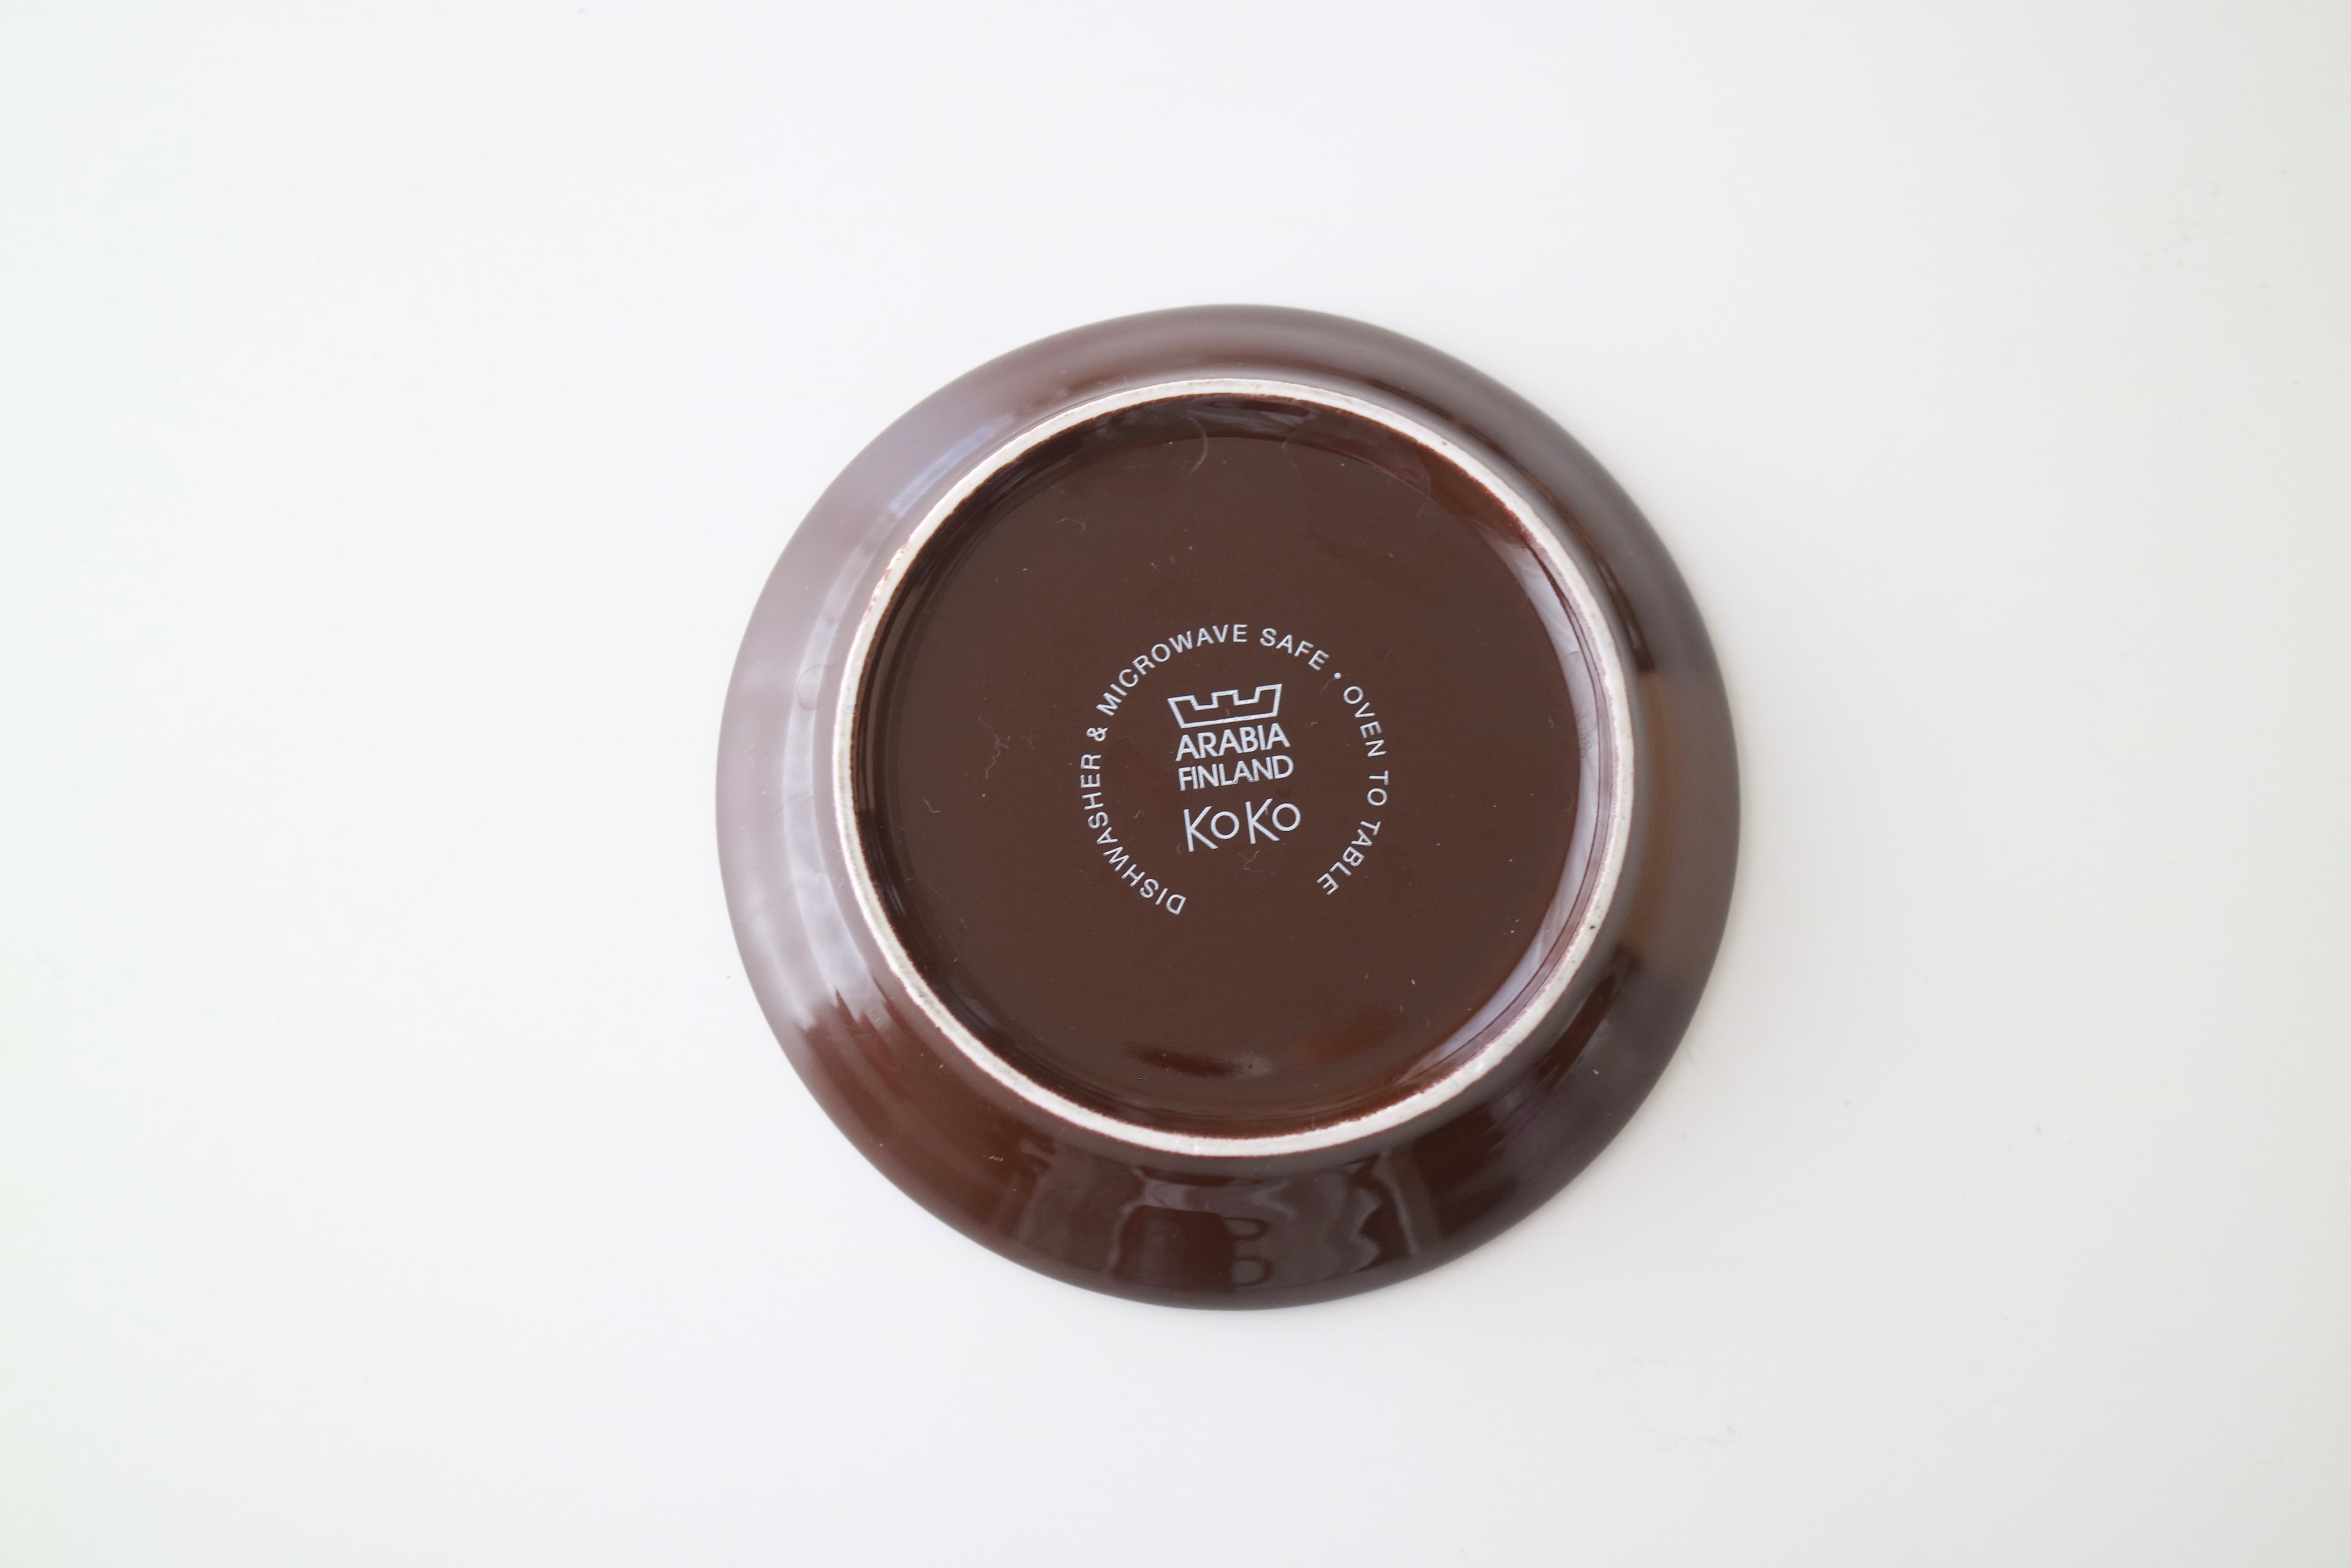 DISHWASHER & MICROWAVE SAFE • OVEN TO TABLE
ARABIA
FINLAND
KoKo